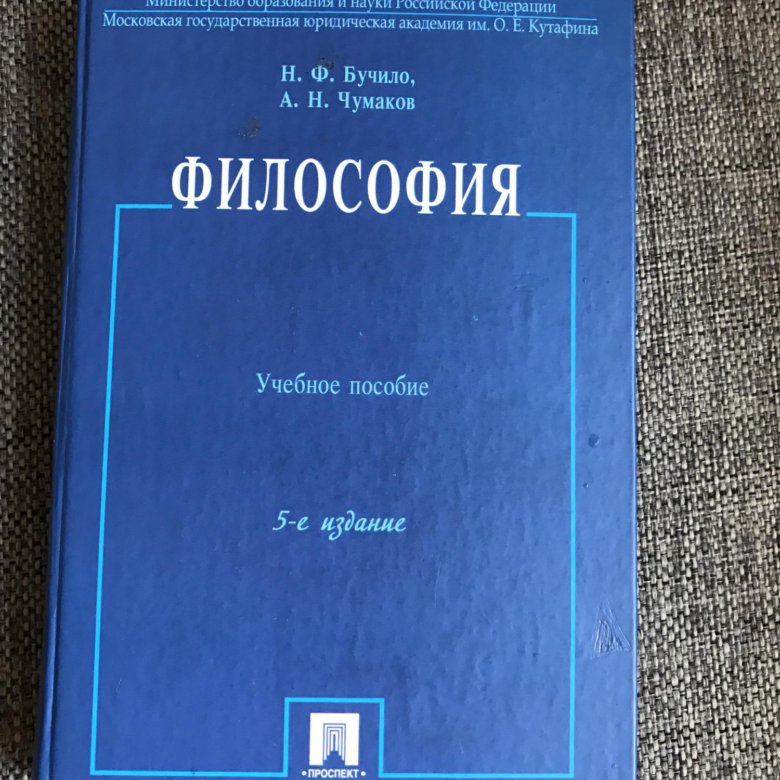 Министерство образования и науки Российской Федерации
Московская государственная юридическая академия им. О. Е. Кутафина
Н. Ф. Бучило,
А. Н. Чумаков
ФИЛОСОФИЯ
Учебное пособие
5-е издание
• ПРОСПЕКТ •